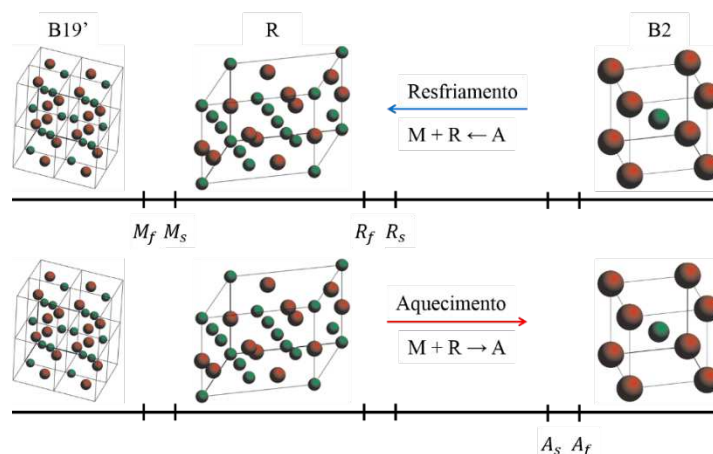 B19’ R B2
Resfriamento
M + R ← A
M_f M_s R_f R_s
Aquecimento
M + R → A
A_s A_f